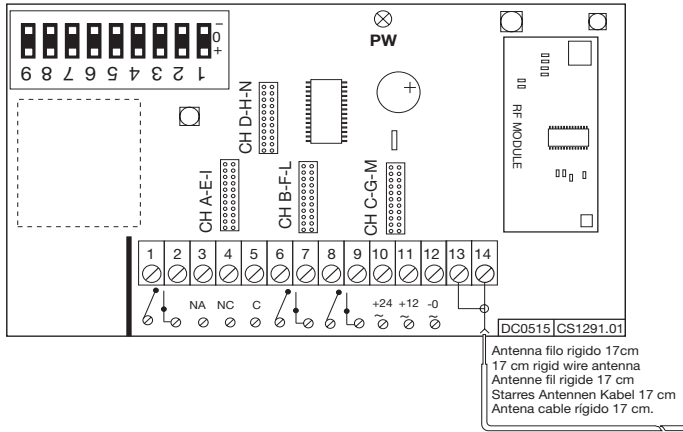 PW
−
0
+
9 8 7 6 5 4 3 2 1
CH D-H-N
CH A-E-I
CH B-F-L
CH C-G-M
+
RF MODULE
1 2 3 4 5 6 7 8 9 10 11 12 13 14
NA NC C +24 +12 -0
~ ~ ~
DC0515 CS1291.01
Antenna filo rigido 17cm
17 cm rigid wire antenna
Antenne fil rigide 17 cm
Starres Antennen Kabel 17 cm
Antena cable rígido 17 cm.